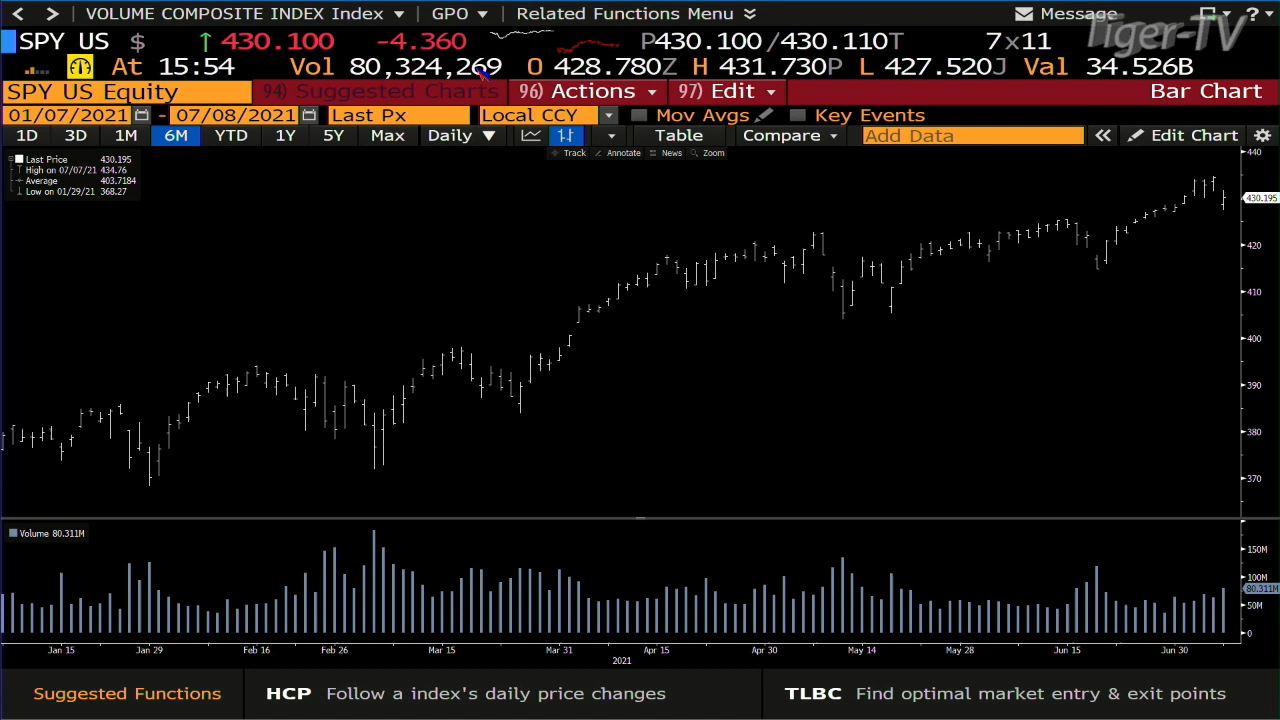 VOLUME COMPOSITE INDEX Index GPO Related Functions Menu Message ?
Tiger-TV
SPY US $ ↑ 430.100 -4.360 P430.100/430.110T 7x11
At 15:54 Vol 80,324,269 O 428.780Z H 431.730P L 427.520J Val 34.526B
SPY US Equity 94) Suggested Charts 96) Actions 97) Edit Bar Chart
01/07/2021 - 07/08/2021 Last Px Local CCY Mov Avgs Key Events
1D 3D 1M 6M YTD 1Y 5Y Max Daily ▼ Table Compare Add Data « Edit Chart
Track Annotate News Zoom
Last Price 430.195
High on 07/07/21 434.76
Average 403.7184
Low on 01/29/21 368.27
440
430.195
420
410
400
390
380
370
Volume 80.311M
150M
100M
80.311M
50M
0
Jan 15 Jan 29 Feb 16 Feb 26 Mar 15 Mar 31 Apr 15 Apr 30 May 14 May 28 Jun 15 Jun 30
2021
Suggested Functions HCP Follow a index's daily price changes TLBC Find optimal market entry & exit points